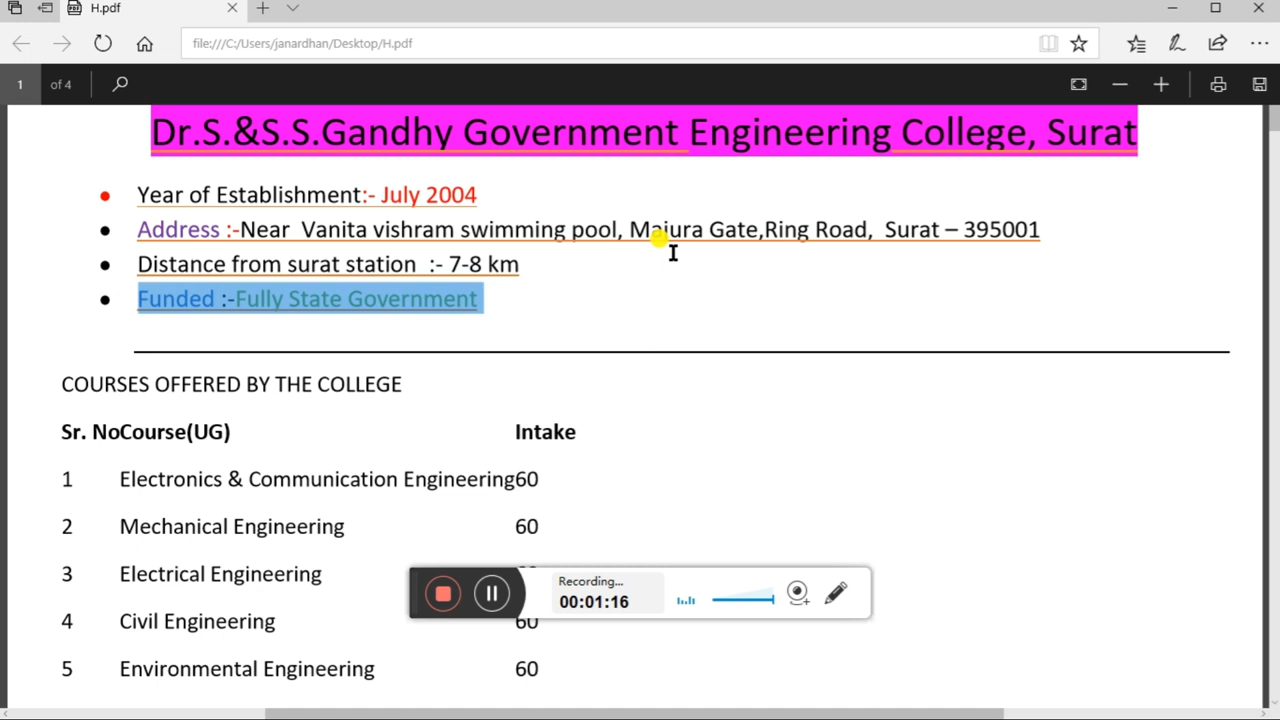 H.pdf
file:///C:/Users/janardhan/Desktop/H.pdf
1 of 4
Dr.S.&S.S.Gandhy Government Engineering College, Surat
• Year of Establishment:- July 2004
• Address :-Near Vanita vishram swimming pool, Majura Gate,Ring Road, Surat – 395001
• Distance from surat station :- 7-8 km
• Funded :-Fully State Government
COURSES OFFERED BY THE COLLEGE
Sr. NoCourse(UG) Intake
1 Electronics & Communication Engineering60
2 Mechanical Engineering 60
3 Electrical Engineering
Recording...
00:01:16
4 Civil Engineering 60
5 Environmental Engineering 60